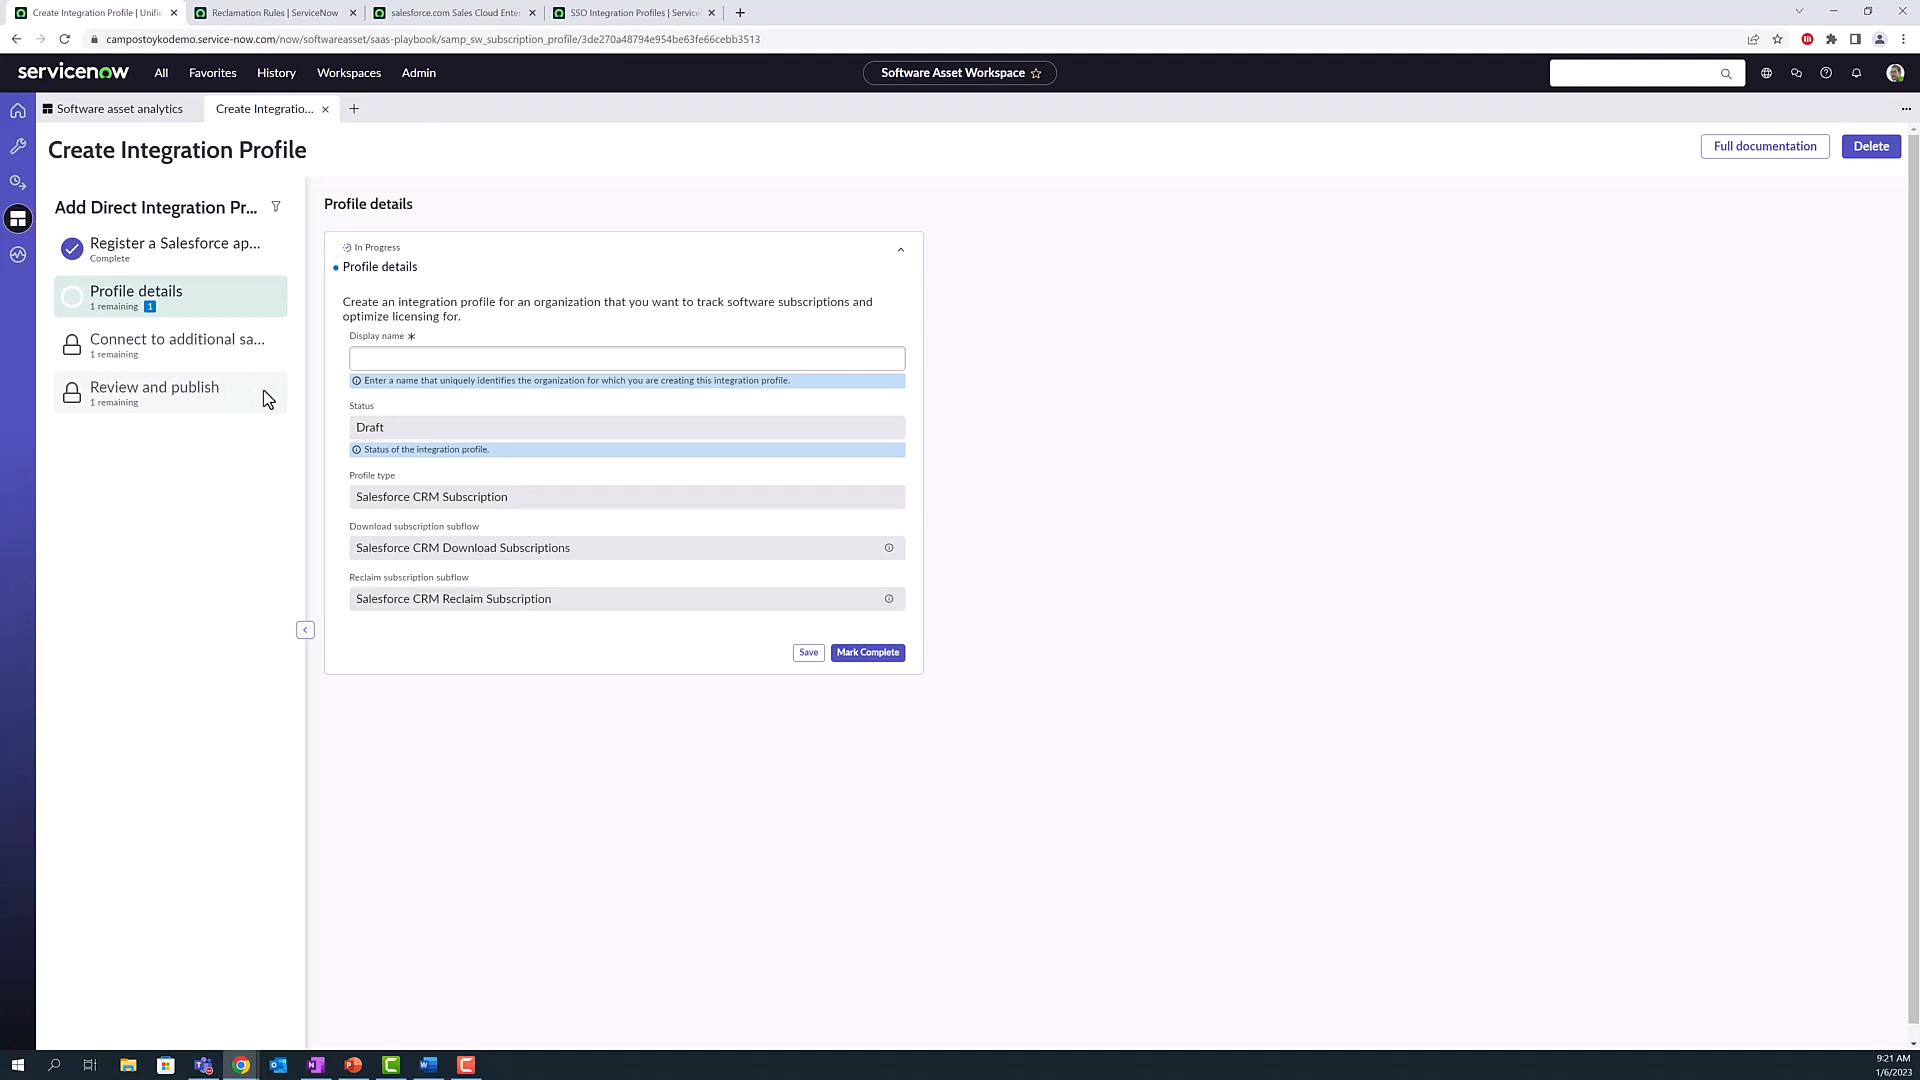 Create Integration Profile | Unifi
Reclamation Rules | ServiceNow
salesforce.com Sales Cloud Ente
SSO Integration Profiles | Service
campostoykodemo.service-now.com/now/softwareasset/saas-playbook/samp_sw_subscription_profile/3de270a48794e954be63fe66cebb3513
servicenow
All
Favorites
History
Workspaces
Admin
Software Asset Workspace
Software asset analytics
Create Integratio...
Create Integration Profile
Full documentation
Delete
Add Direct Integration Pr...
Register a Salesforce ap...
Complete
Profile details
1 remaining 1
Connect to additional sa...
1 remaining
Review and publish
1 remaining
Profile details
In Progress
Profile details
Create an integration profile for an organization that you want to track software subscriptions and
optimize licensing for.
Display name *
Enter a name that uniquely identifies the organization for which you are creating this integration profile.
Status
Draft
Status of the integration profile.
Profile type
Salesforce CRM Subscription
Download subscription subflow
Salesforce CRM Download Subscriptions
Reclaim subscription subflow
Salesforce CRM Reclaim Subscription
Save
Mark Complete
9:21 AM
1/6/2023